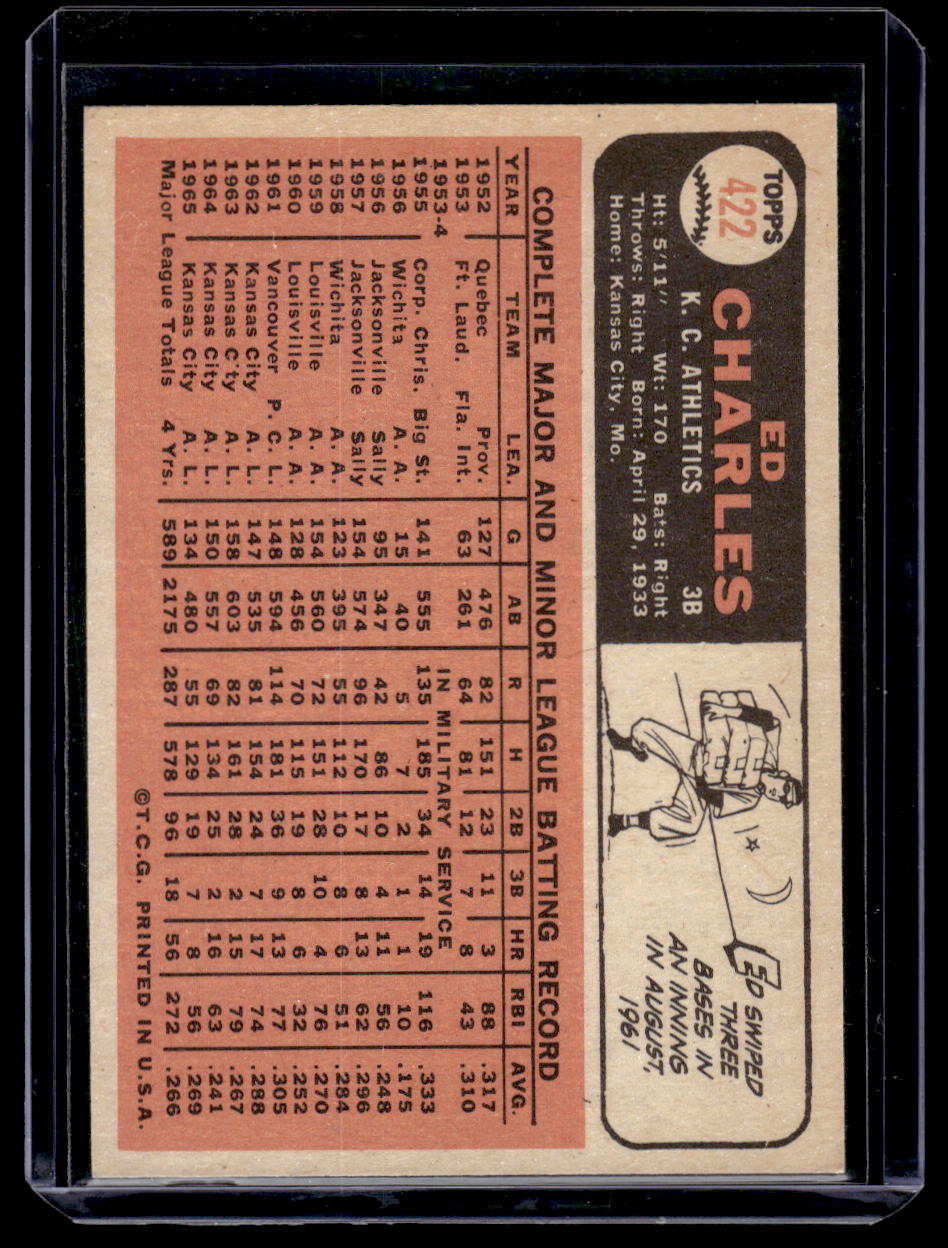 TOPPS
422
ED
CHARLES
K. C. ATHLETICS 3B
Ht: 5'11'' Wt: 170 Bats: Right
Throws: Right Born: April 29, 1933
Home: Kansas City, Mo.
ED SWIPED
THREE
BASES IN
AN INNING
IN AUGUST,
1961
COMPLETE MAJOR AND MINOR LEAGUE BATTING RECORD
YEAR TEAM LEA. G AB R H 2B 3B HR RBI AVG.
1952 Quebec Prov. 127 476 82 151 23 11 3 88 .317
1953 Ft. Laud. Fla. Int. 63 261 64 81 12 7 8 43 .310
1953-4 IN MILITARY SERVICE
1955 Corp. Chris. Big St. 141 555 135 185 34 14 19 116 .333
1956 Wichita A. A. 15 40 5 7 2 1 1 10 .175
1956 Jacksonville Sally 95 347 42 86 10 4 11 56 .248
1957 Jacksonville Sally 154 574 96 170 17 8 13 62 .296
1958 Wichita A. A. 123 395 55 112 10 8 6 51 .284
1959 Louisville A. A. 154 560 72 151 28 10 4 76 .270
1960 Louisville A. A. 128 456 70 115 19 8 6 32 .252
1961 Vancouver P. C. L. 148 594 114 181 36 9 13 77 .305
1962 Kansas City A. L. 147 535 81 154 24 7 17 74 .288
1963 Kansas C'ty A. L. 158 603 82 161 28 2 15 79 .267
1964 Kansas City A. L. 150 557 69 134 25 2 16 63 .241
1965 Kansas City A. L. 134 480 55 129 19 7 8 56 .269
Major League Totals 4 Yrs. 589 2175 287 578 96 18 56 272 .266
©T.C.G. PRINTED IN U.S.A.